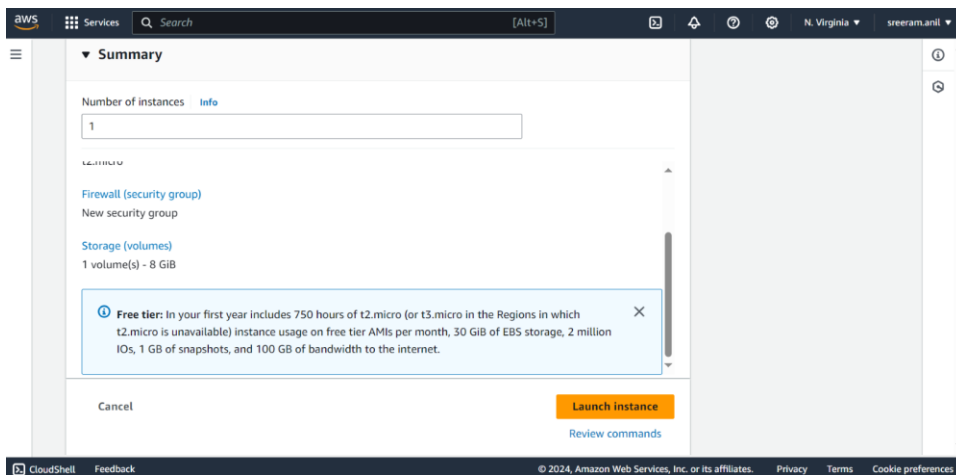 aws Services Search [Alt+S] N. Virginia ▼ sreeram.anil ▼
▼ Summary
Number of instances Info
1
t2.micro
Firewall (security group)
New security group
Storage (volumes)
1 volume(s) - 8 GiB
Free tier: In your first year includes 750 hours of t2.micro (or t3.micro in the Regions in which
t2.micro is unavailable) instance usage on free tier AMIs per month, 30 GiB of EBS storage, 2 million
IOs, 1 GB of snapshots, and 100 GB of bandwidth to the internet.
Cancel Launch instance
Review commands
CloudShell Feedback © 2024, Amazon Web Services, Inc. or its affiliates. Privacy Terms Cookie preferences